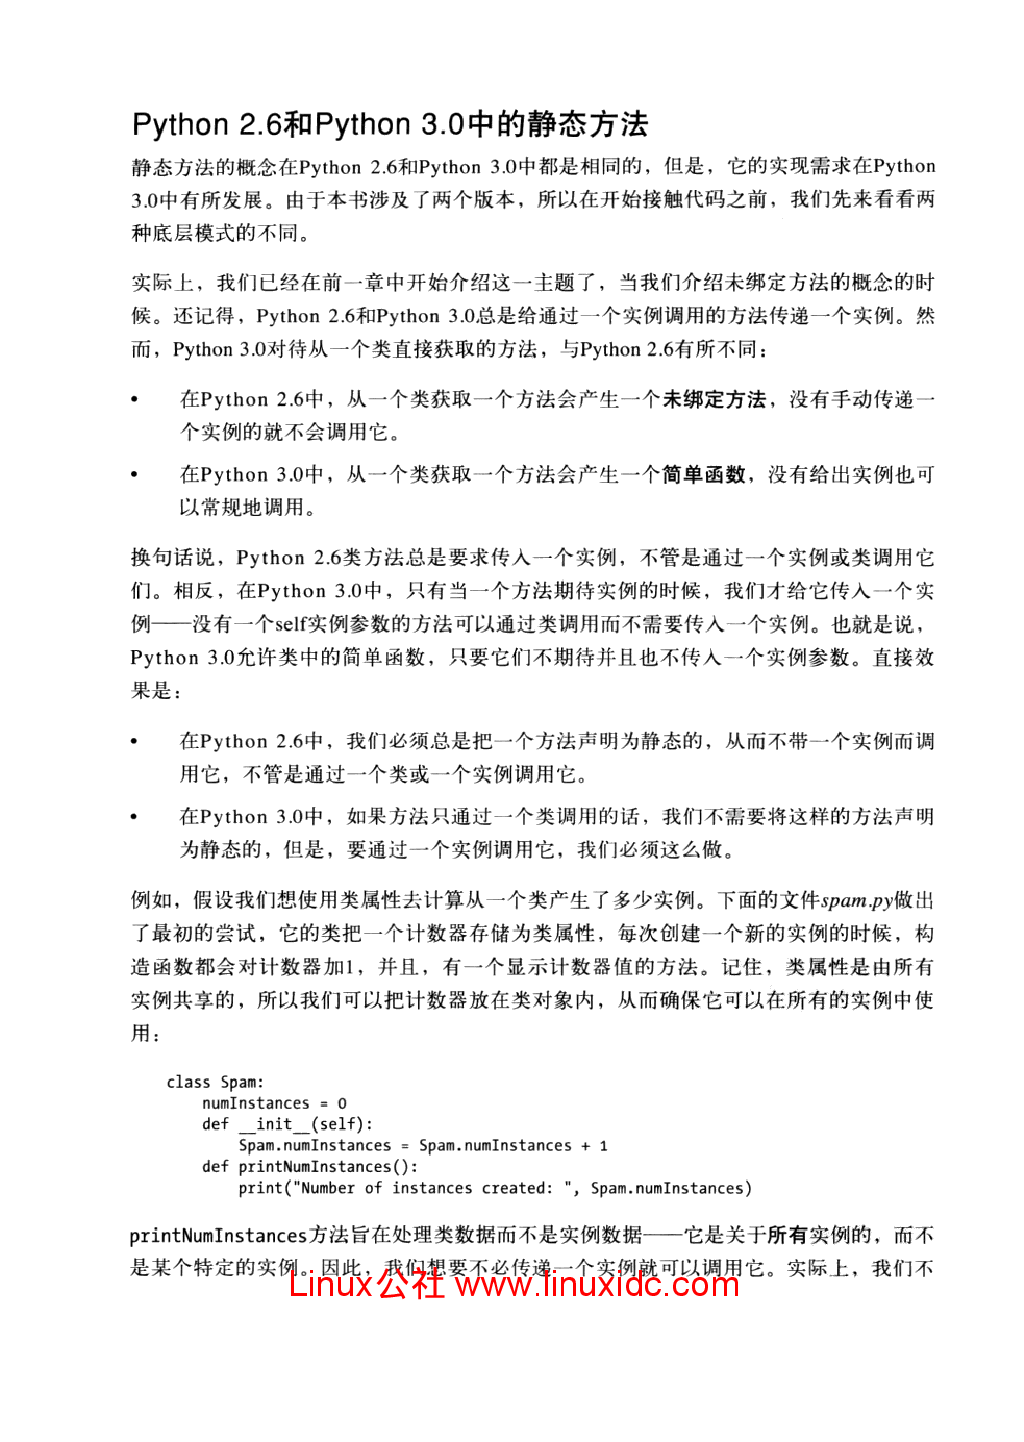 Python 2.6和Python 3.0中的静态方法
静态方法的概念在Python 2.6和Python 3.0中都是相同的，但是，它的实现需求在Python
3.0中有所发展。由于本书涉及了两个版本，所以在开始接触代码之前，我们先来看看两
种底层模式的不同。
实际上，我们已经在前一章中开始介绍这一主题了，当我们介绍未绑定方法的概念的时
候。还记得，Python 2.6和Python 3.0总是给通过一个实例调用的方法传递一个实例。然
而，Python 3.0对待从一个类直接获取的方法，与Python 2.6有所不同：
• 在Python 2.6中，从一个类获取一个方法会产生一个未绑定方法，没有手动传递一
个实例的就不会调用它。
• 在Python 3.0中，从一个类获取一个方法会产生一个简单函数，没有给出实例也可
以常规地调用。
换句话说，Python 2.6类方法总是要求传入一个实例，不管是通过一个实例或类调用它
们。相反，在Python 3.0中，只有当一个方法期待实例的时候，我们才给它传入一个实
例——没有一个self实例参数的方法可以通过类调用而不需要传入一个实例。也就是说，
Python 3.0允许类中的简单函数，只要它们不期待并且也不传入一个实例参数。直接效
果是：
• 在Python 2.6中，我们必须总是把一个方法声明为静态的，从而不带一个实例而调
用它，不管是通过一个类或一个实例调用它。
• 在Python 3.0中，如果方法只通过一个类调用的话，我们不需要将这样的方法声明
为静态的，但是，要通过一个实例调用它，我们必须这么做。
例如，假设我们想使用类属性去计算从一个类产生了多少实例。下面的文件spam.py做出
了最初的尝试，它的类把一个计数器存储为类属性，每次创建一个新的实例的时候，构
造函数都会对计数器加1，并且，有一个显示计数器值的方法。记住，类属性是由所有
实例共享的，所以我们可以把计数器放在类对象内，从而确保它可以在所有的实例中使
用：
class Spam:
    numInstances = 0
    def __init__(self):
        Spam.numInstances = Spam.numInstances + 1
    def printNumInstances():
        print("Number of instances created: ", Spam.numInstances)
printNumInstances方法旨在处理类数据而不是实例数据——它是关于所有实例的，而不
是某个特定的实例。因此，我们想要不必传递一个实例就可以调用它。实际上，我们不
Linux公社 www.linuxidc.com